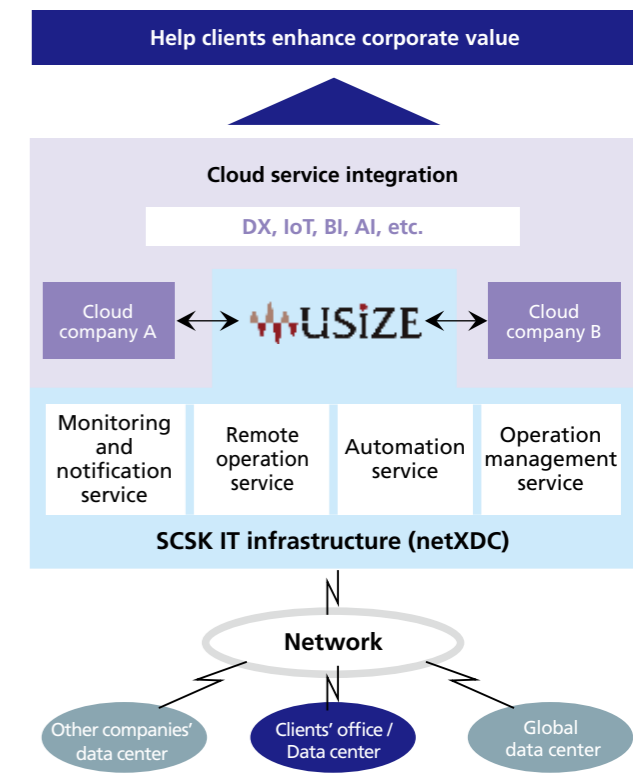 Help clients enhance corporate value
Cloud service integration
DX, IoT, BI, AI, etc.
Cloud
company A
USiZE
Cloud
company B
Monitoring
and
notification
service
Remote
operation
service
Automation
service
Operation
management
service
SCSK IT infrastructure (netXDC)
Network
Other companies'
data center
Clients' office /
Data center
Global
data center